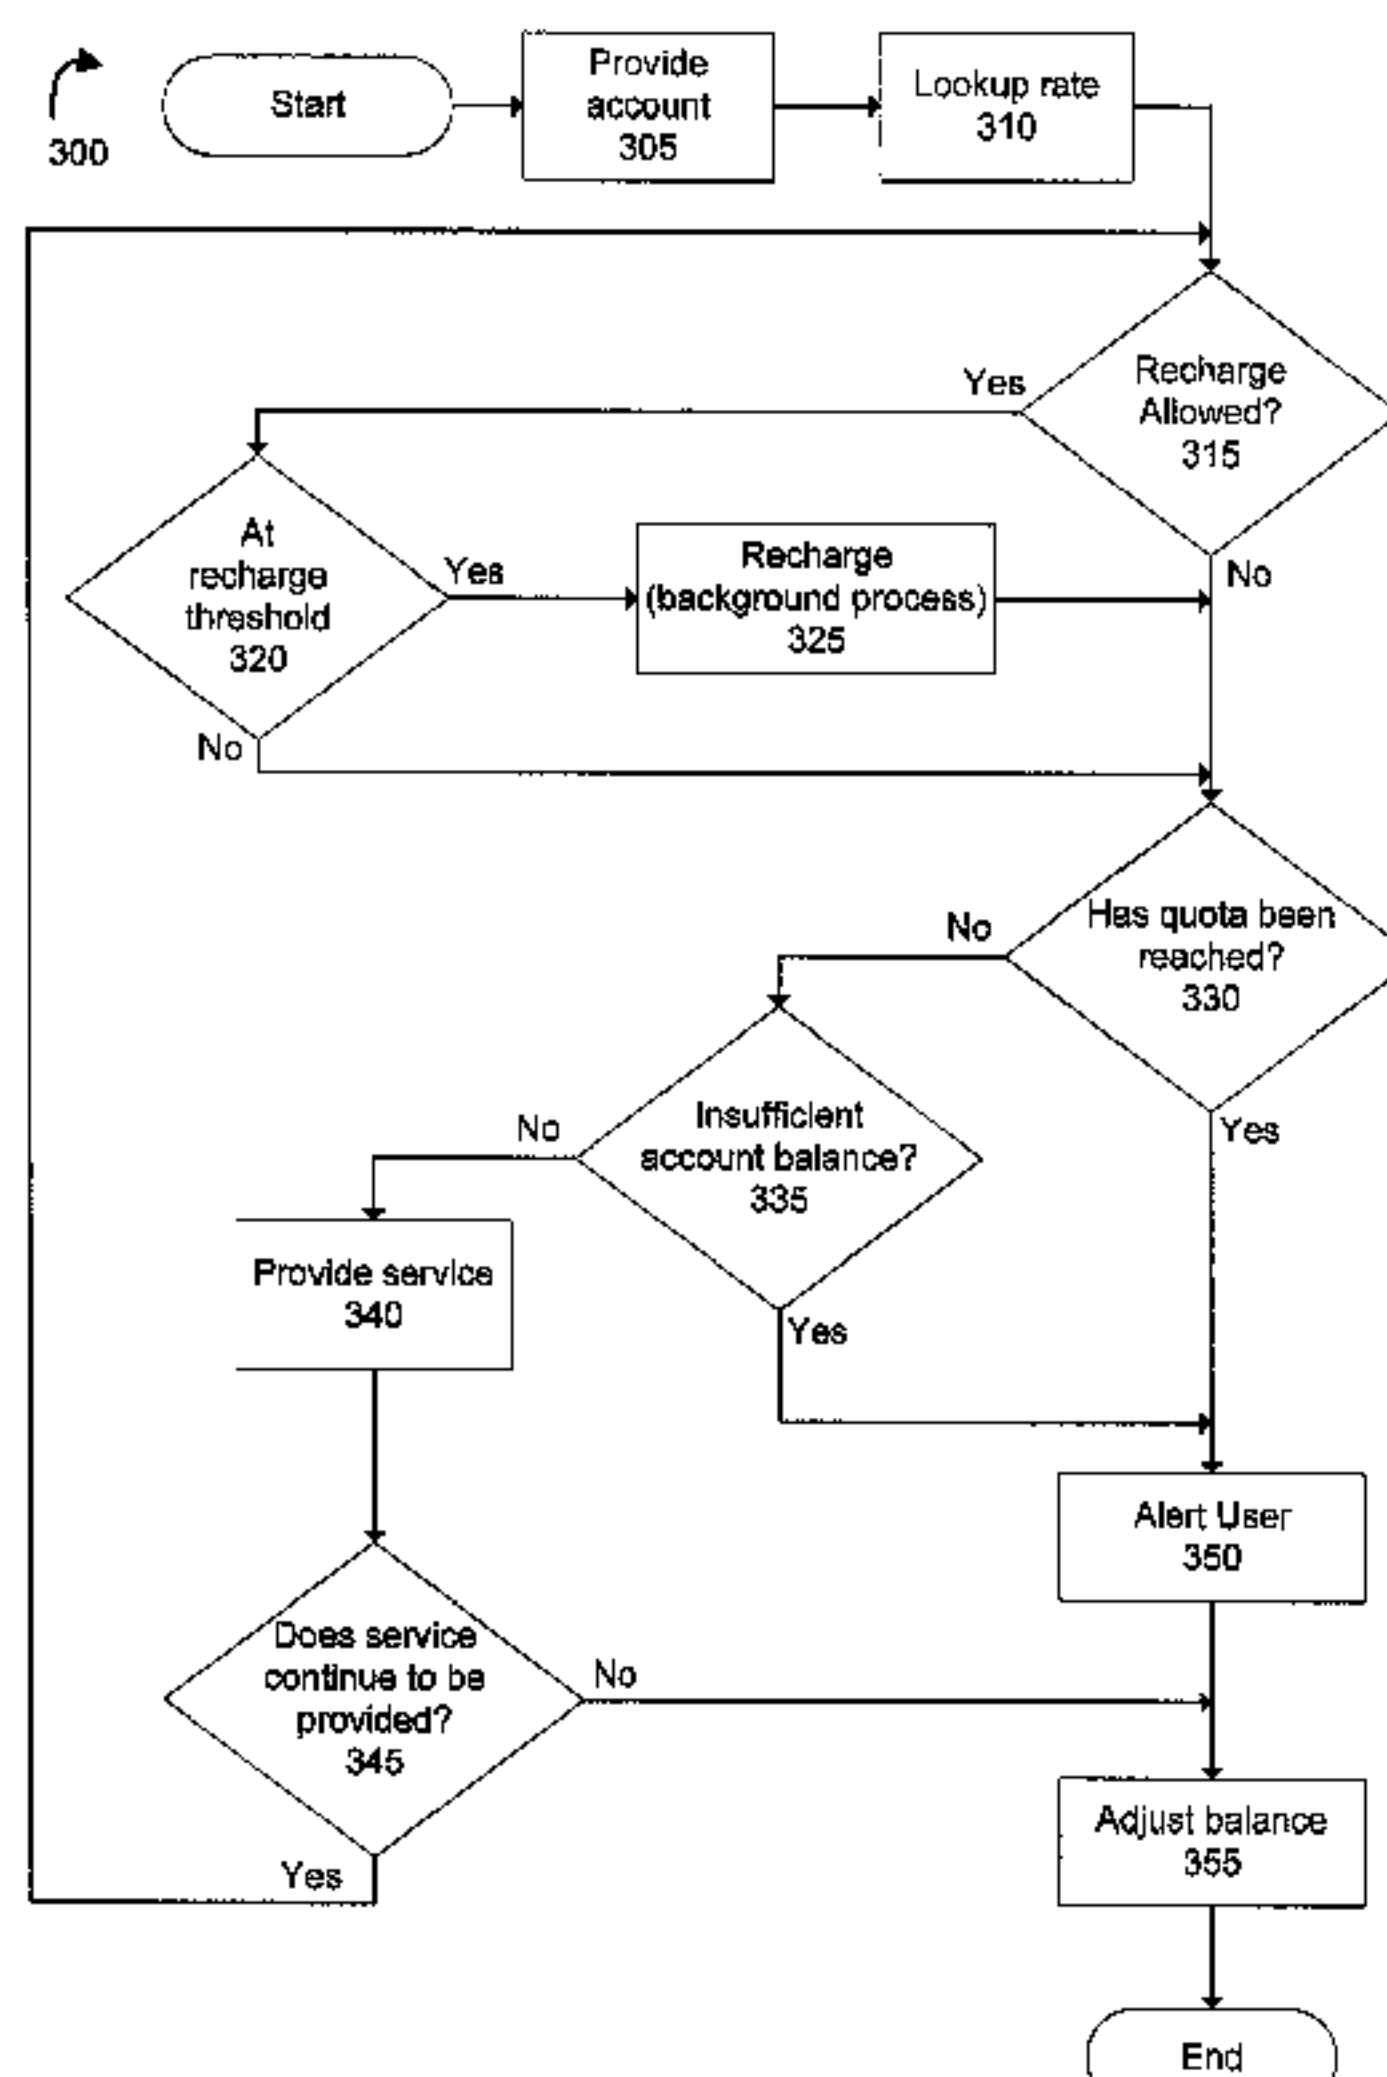 300
Start
Provide
account
305
Lookup rate
310
Recharge
Allowed?
315
Yes
No
At
recharge
threshold
320
Yes
No
Recharge
(background process)
325
Has quota been
reached?
330
No
Yes
Insufficient
account balance?
335
No
Yes
Provide service
340
Does service
continue to be
provided?
345
No
Yes
Alert User
350
Adjust balance
355
End